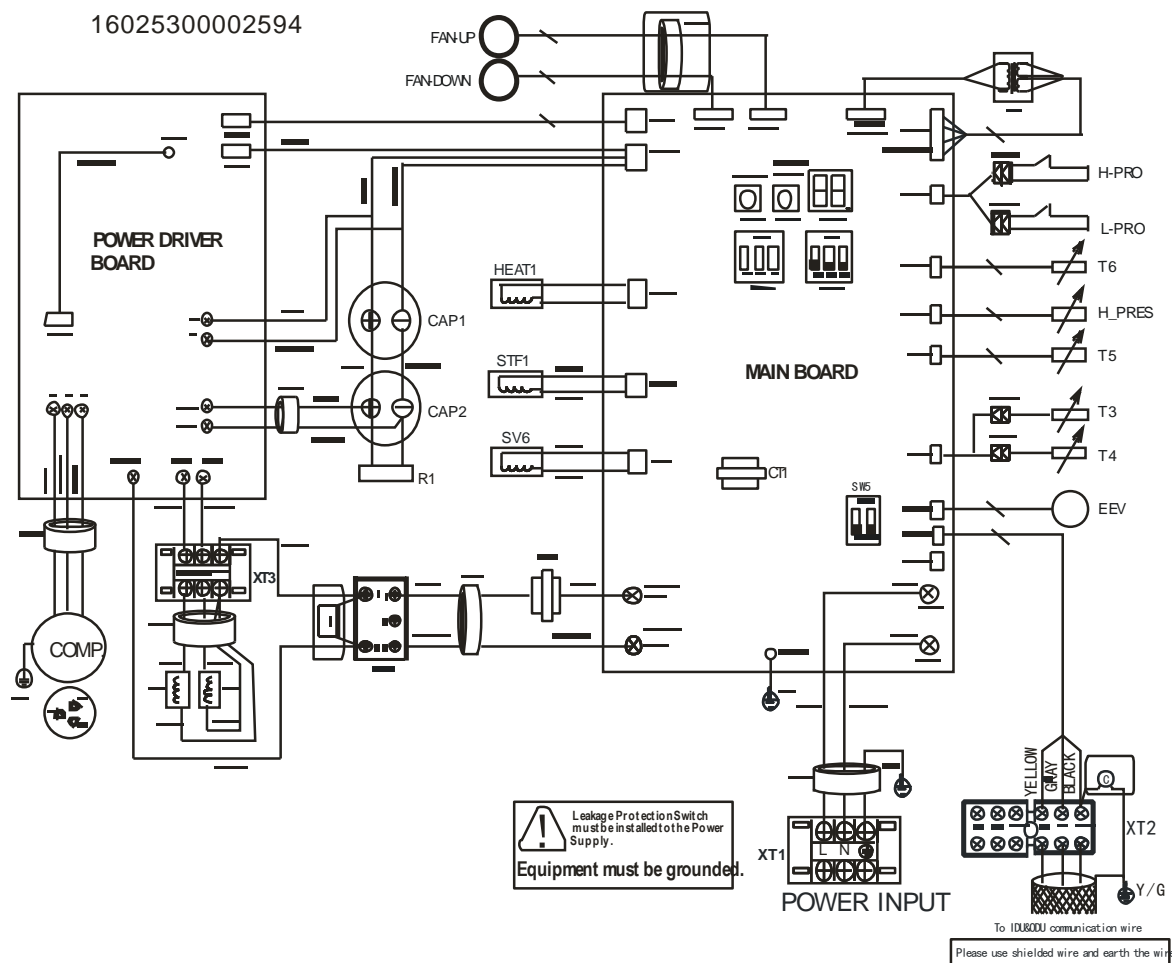 16025300002594
FAN-UP
FAN-DOWN
H-PRO
L-PRO
POWER DRIVER
BOARD
HEAT1
T6
CAP1
H_PRES
STF1
T5
MAIN BOARD
CAP2
T3
SV6
T4
R1
CT1
SW5
EEV
XT3
COMP.
YELLOW
GRAY
BLACK
C
Leakage Protection Switch
must be installed to the Power
Supply.
Equipment must be grounded.
XT1
L N
XT2
POWER INPUT
Y/G
To IDU&ODU communication wire
Please use shielded wire and earth the wir